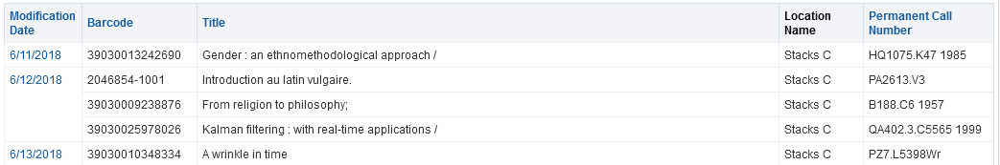 Modification Date Barcode Title Location Name Permanent Call Number
6/11/2018 39030013242690 Gender : an ethnomethodological approach / Stacks C HQ1075.K47 1985
6/12/2018 2046854-1001 Introduction au latin vulgaire. Stacks C PA2613.V3
39030009238876 From religion to philosophy; Stacks C B188.C6 1957
39030025978026 Kalman filtering : with real-time applications / Stacks C QA402.3.C5565 1999
6/13/2018 39030010348334 A wrinkle in time Stacks C PZ7.L5398Wr